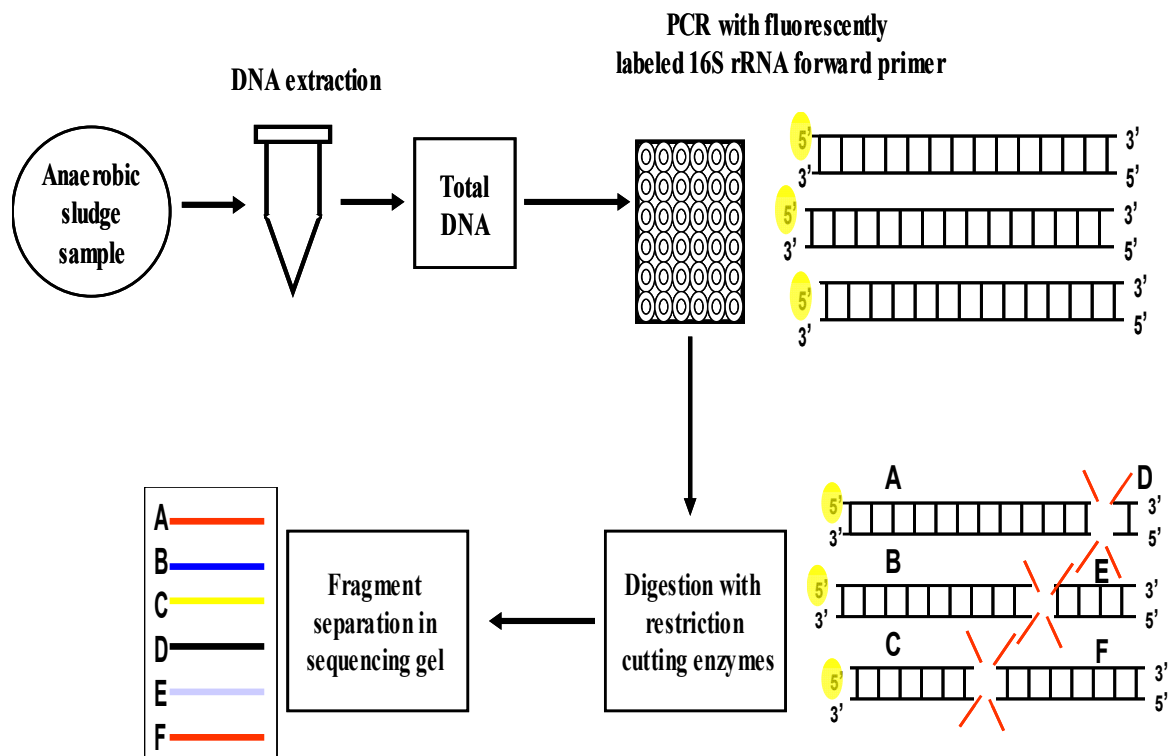 PCR with fluorescently
labeled 16S rRNA forward primer
DNA extraction
Anaerobic
sludge
sample
Total
DNA
5’ 3’
3’ 5’
5’ 3’
3’ 5’
5’ 3’
3’ 5’
A D
5’ 3’
3’ 5’
B E
5’ 3’
3’ 5’
C F
5’ 3’
3’ 5’
Digestion with
restriction
cutting enzymes
Fragment
separation in
sequencing gel
A
B
C
D
E
F